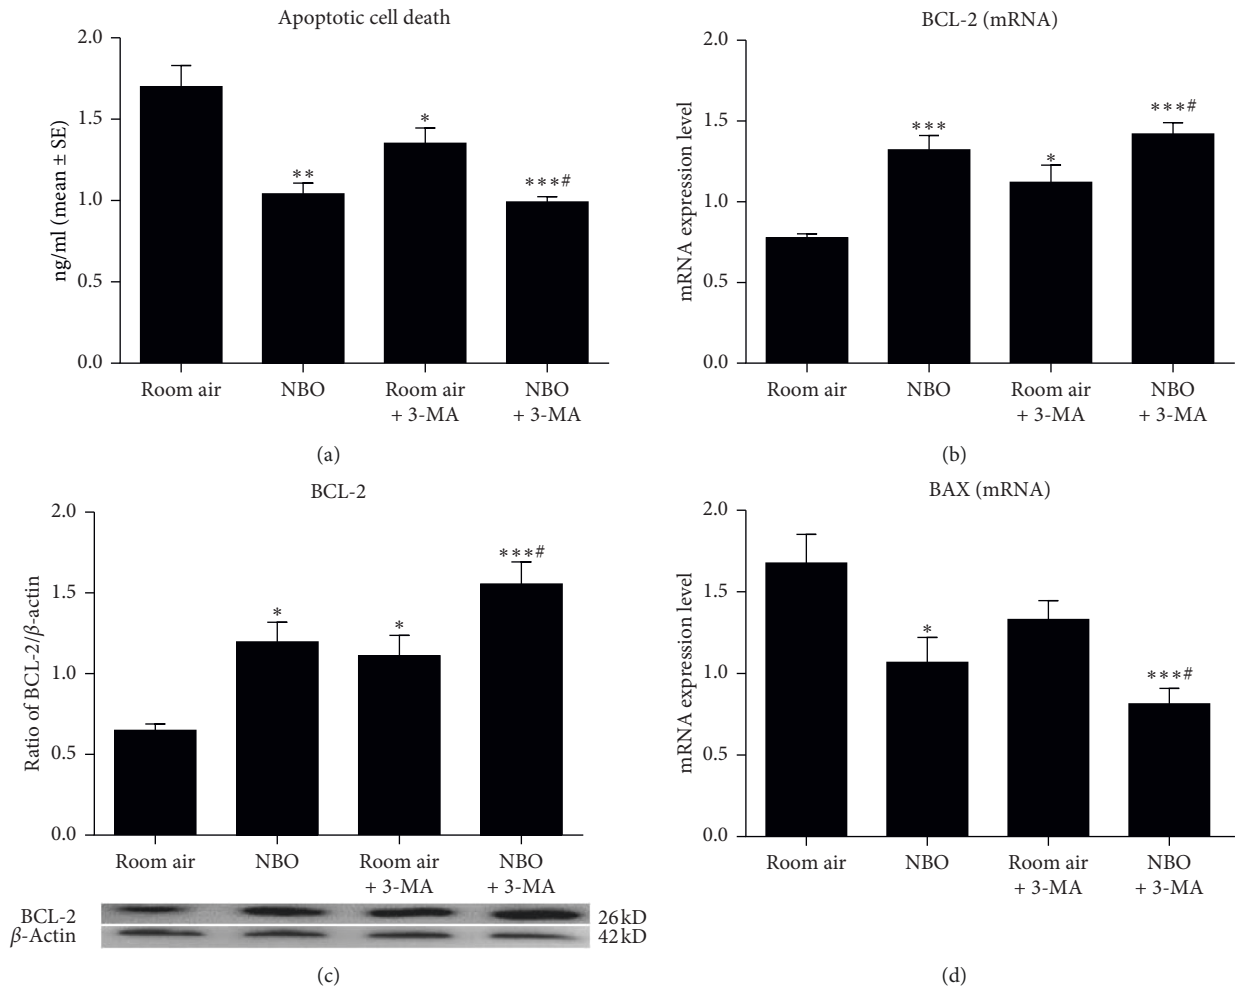 Apoptotic cell death
ng/ml (mean ± SE)
2.0
1.5
1.0
0.5
0.0
**
*
***#
Room air
NBO
Room air
+ 3-MA
NBO
+ 3-MA
(a)
BCL-2 (mRNA)
mRNA expression level
2.0
1.5
1.0
0.5
0.0
***
*
***#
Room air
NBO
Room air
+ 3-MA
NBO
+ 3-MA
(b)
BCL-2
Ratio of BCL-2/β-actin
2.0
1.5
1.0
0.5
0.0
*
*
***#
Room air
NBO
Room air
+ 3-MA
NBO
+ 3-MA
BCL-2 26 kD
β-Actin 42 kD
(c)
BAX (mRNA)
mRNA expression level
2.0
1.5
1.0
0.5
0.0
*
***#
Room air
NBO
Room air
+ 3-MA
NBO
+ 3-MA
(d)